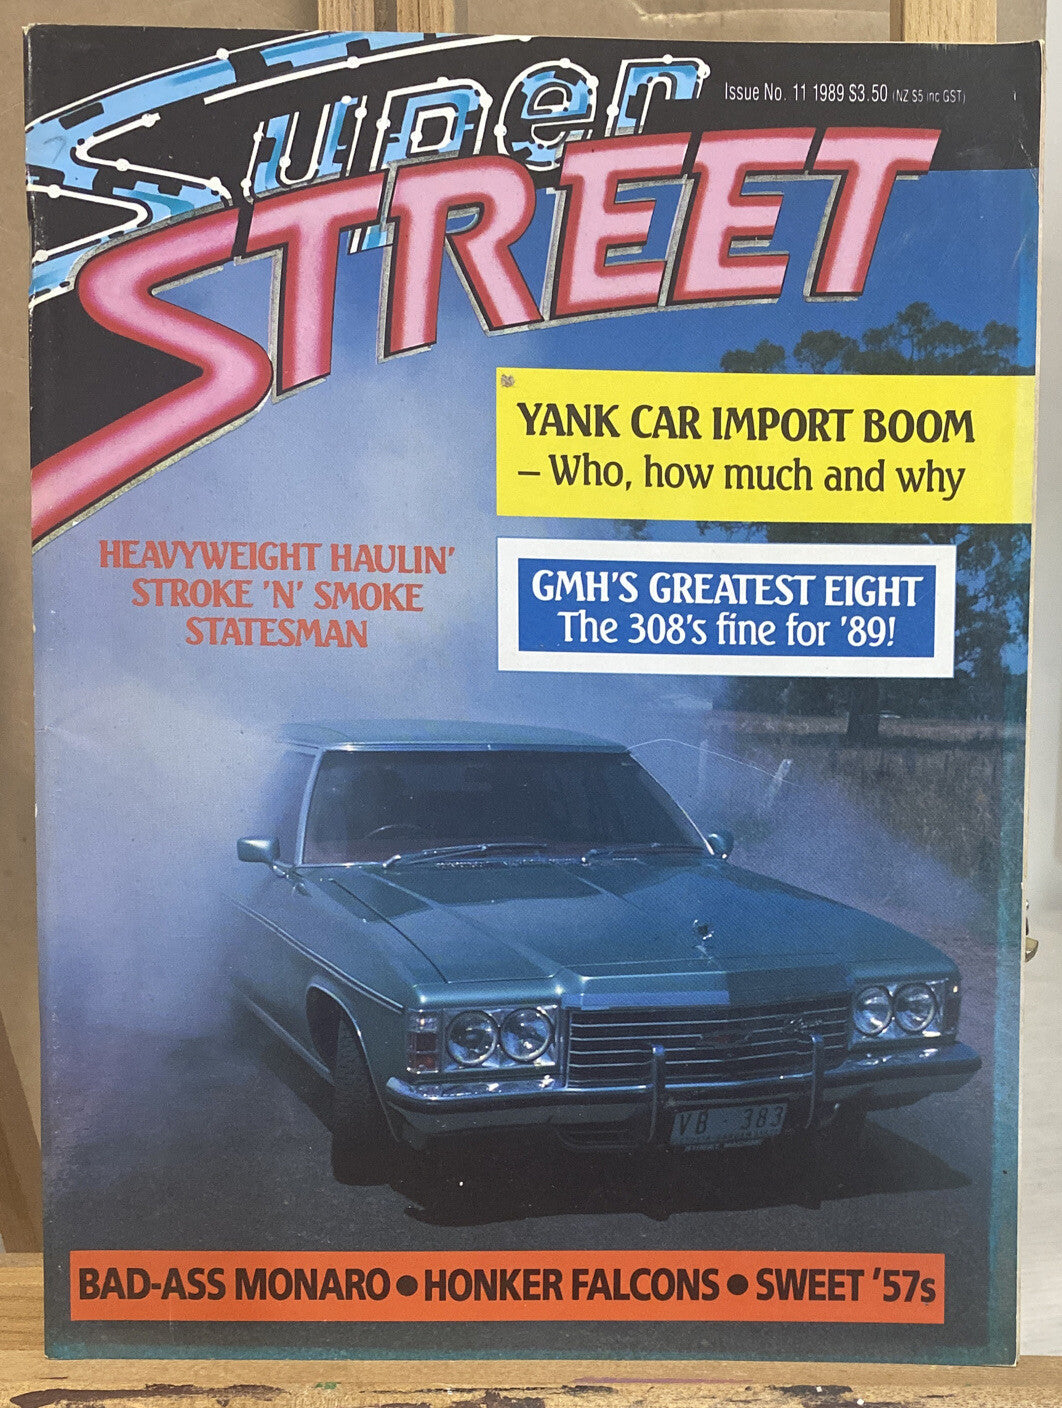 Super
STREET
Issue No. 11 1989 $3.50 (NZ $5 inc GST)
YANK CAR IMPORT BOOM
– Who, how much and why
HEAVYWEIGHT HAULIN'
STROKE 'N' SMOKE
STATESMAN
GMH'S GREATEST EIGHT
The 308's fine for '89!
VB·383
BAD-ASS MONARO • HONKER FALCONS • SWEET '57s